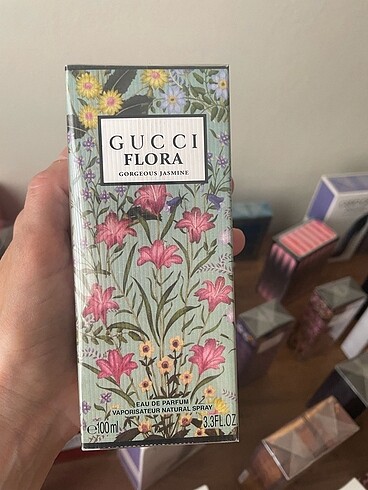 GUCCI
FLORA
GORGEOUS JASMINE
EAU DE PARFUM
VAPORISATEUR NATURAL SPRAY
℮100ml 3.3FL.OZ